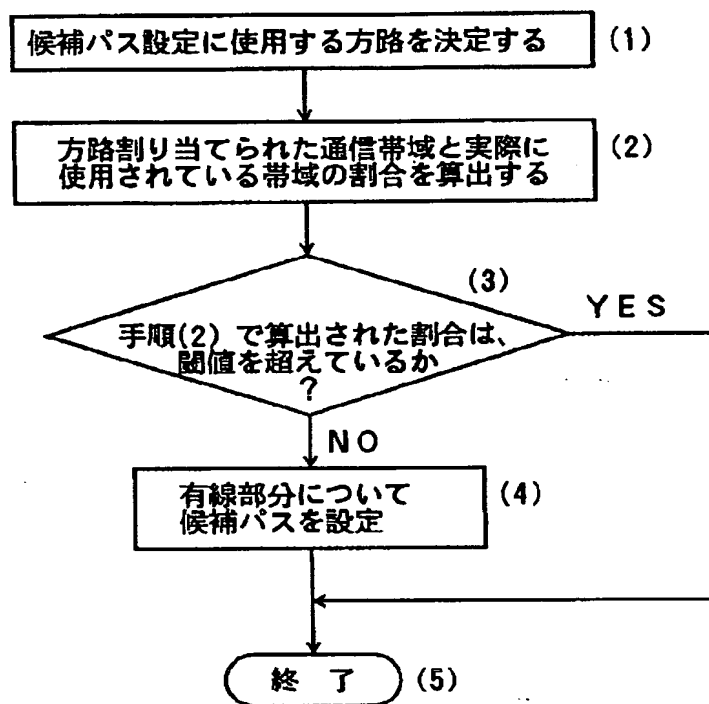 候補パス設定に使用する方路を決定する (1)
方路割り当てられた通信帯域と実際に (2)
使用されている帯域の割合を算出する
(3)
YES
手順(2) で算出された割合は、
閾値を超えているか
?
NO
有線部分について (4)
候補パスを設定
終 了 (5)